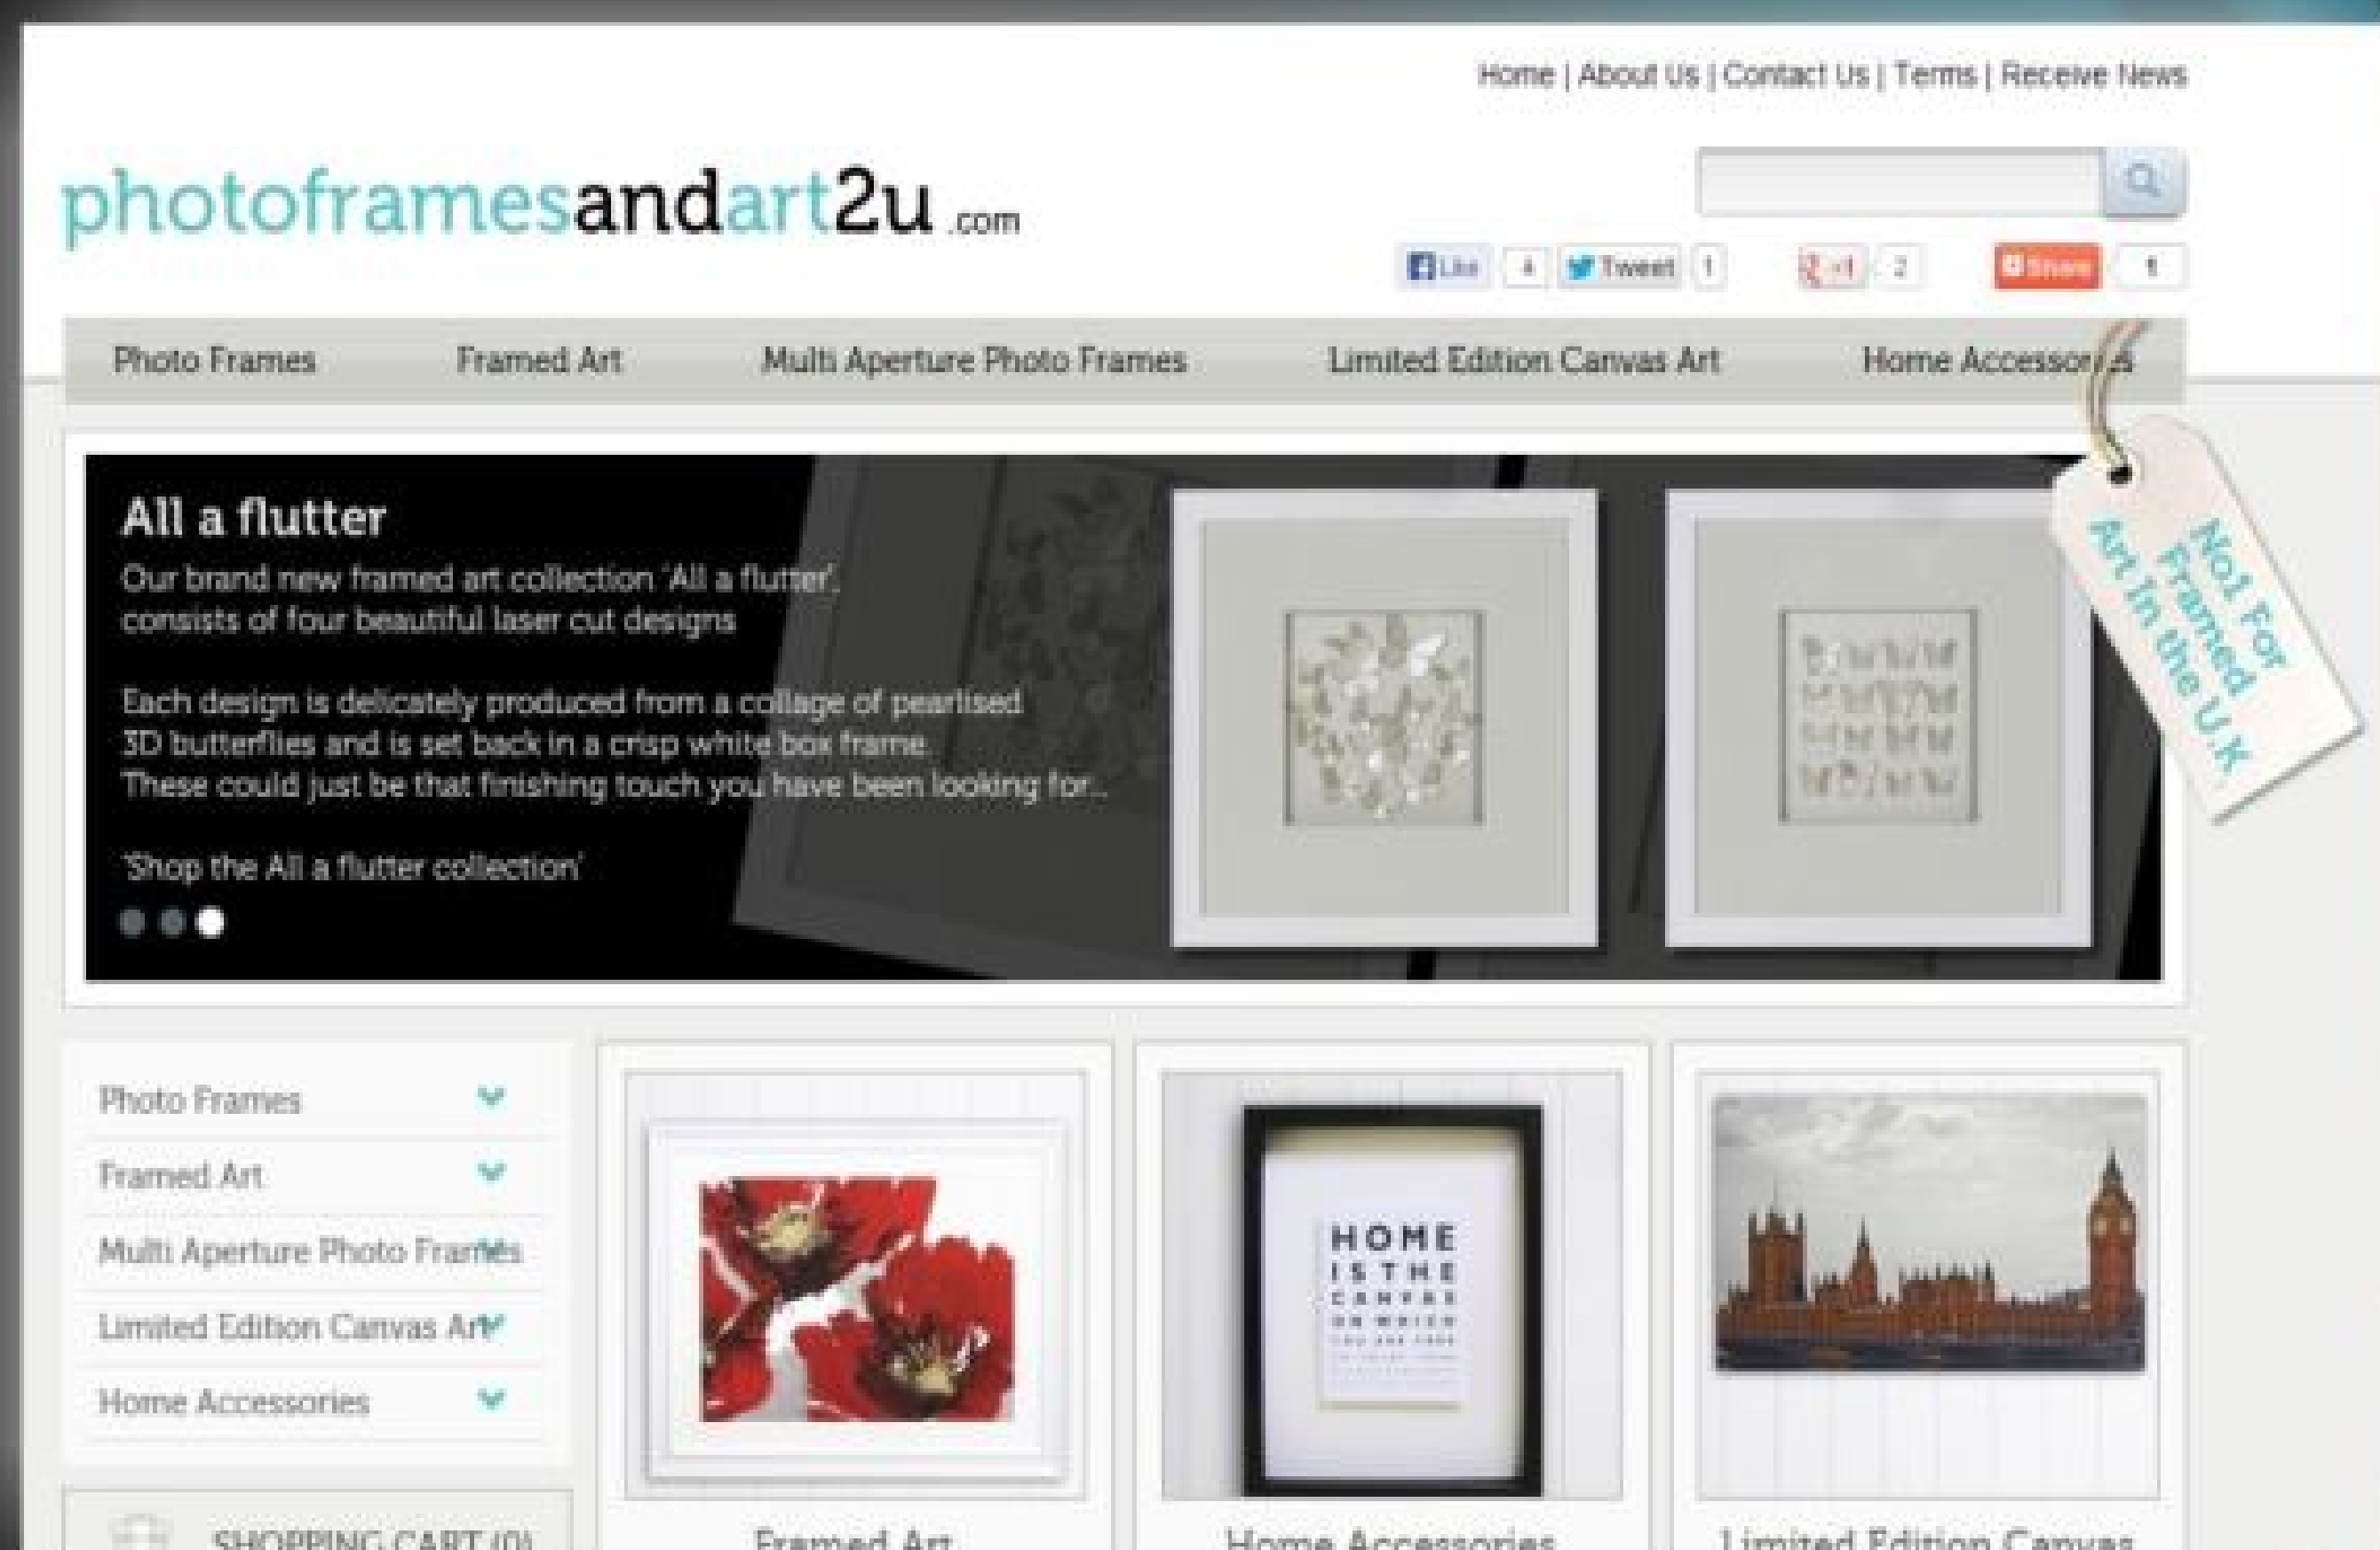 Home | About Us | Contact Us | Terms | Receive News
photoframesandart2u.com
Like 4 Tweet 1 +1 2 Share 1
Photo Frames Framed Art Multi Aperture Photo Frames Limited Edition Canvas Art Home Accessories
No1 For
Framed
Art In the U.K
All a flutter
Our brand new framed art collection 'All a flutter'.
consists of four beautiful laser cut designs
Each design is delicately produced from a collage of pearlised
3D butterflies and is set back in a crisp white box frame.
These could just be that finishing touch you have been looking for...
'Shop the All a flutter collection'
Photo Frames
Framed Art
Multi Aperture Photo Frames
Limited Edition Canvas Art
Home Accessories
SHOPPING CART (0)
HOME
IS THE
CANVAS
ON WHICH
Framed Art
Home Accessories
Limited Edition Canvas